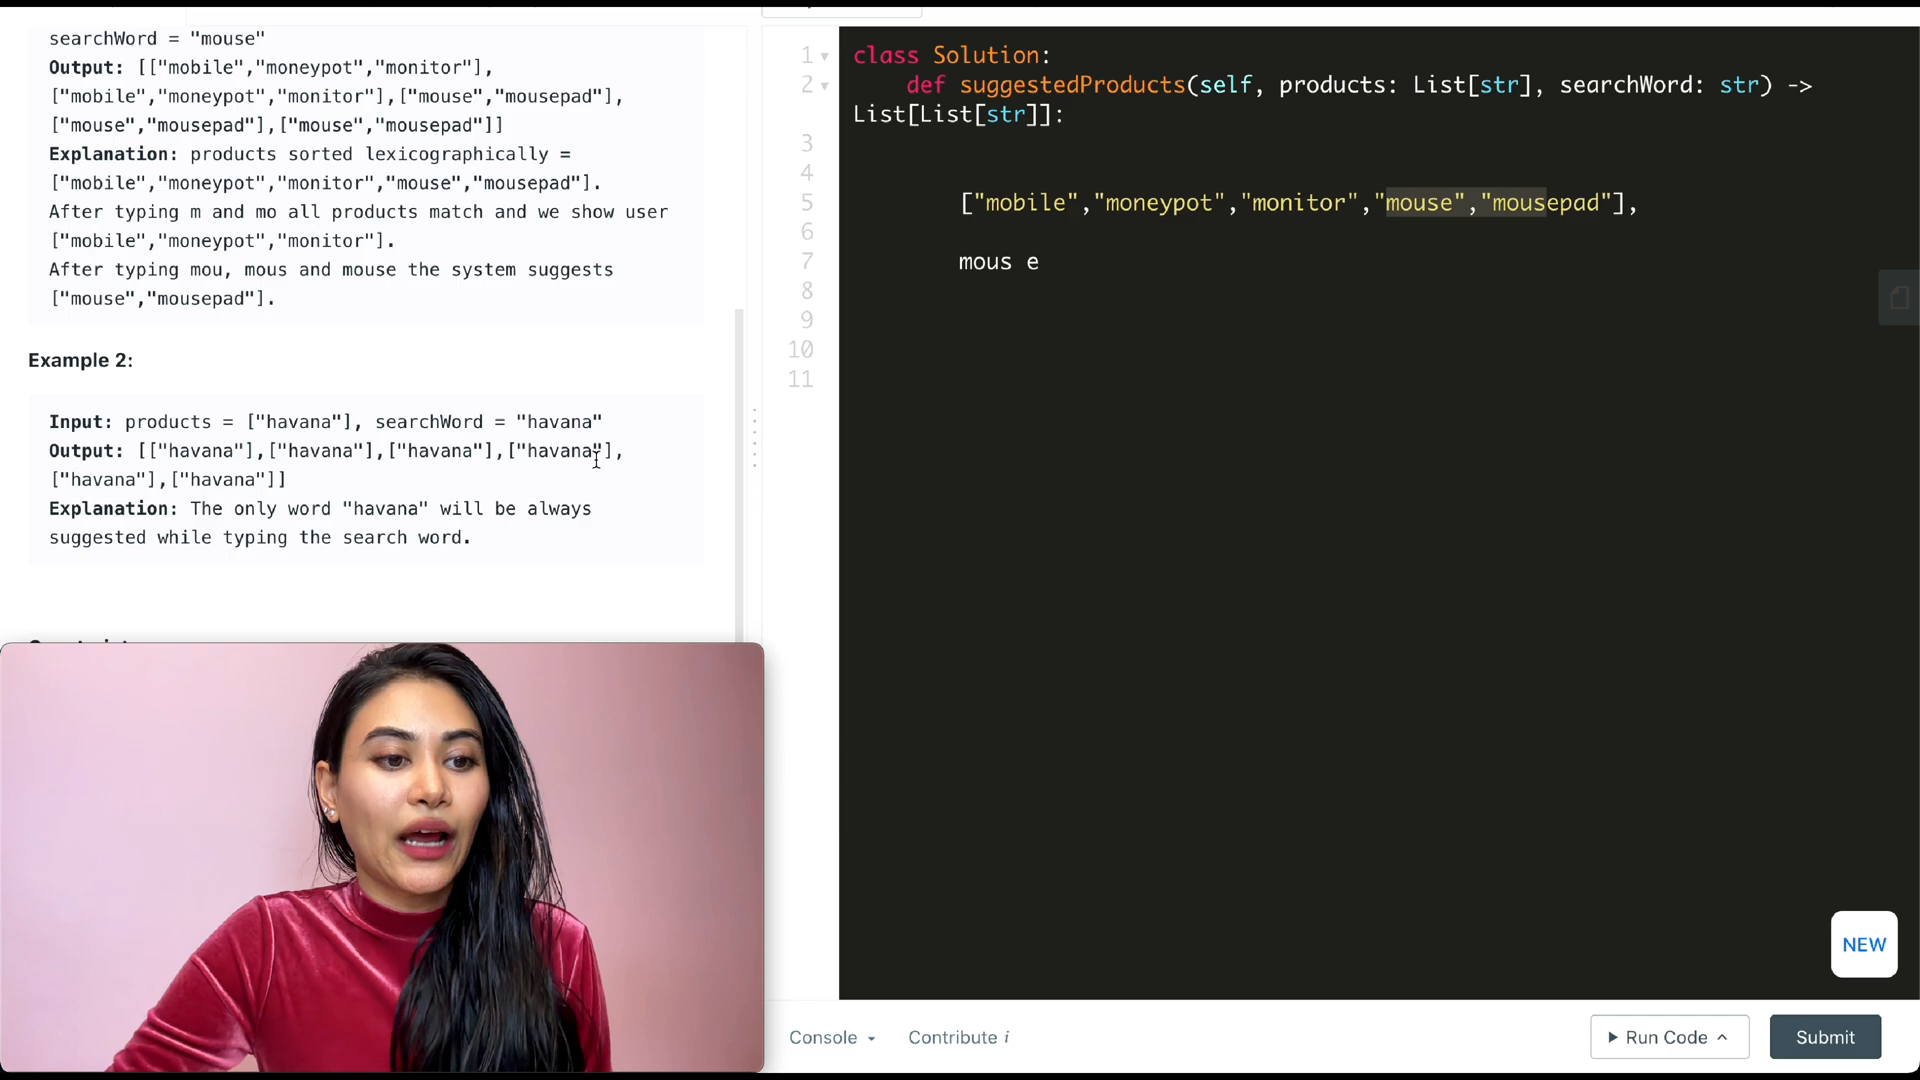 searchWord = "mouse"
Output: [["mobile","moneypot","monitor"],
["mobile","moneypot","monitor"],["mouse","mousepad"],
["mouse","mousepad"],["mouse","mousepad"]]
Explanation: products sorted lexicographically =
["mobile","moneypot","monitor","mouse","mousepad"].
After typing m and mo all products match and we show user
["mobile","moneypot","monitor"].
After typing mou, mous and mouse the system suggests
["mouse","mousepad"].
Example 2:
Input: products = ["havana"], searchWord = "havana"
Output: [["havana"],["havana"],["havana"],["havana"],
["havana"],["havana"]]
Explanation: The only word "havana" will be always
suggested while typing the search word.
1 class Solution:
2 def suggestedProducts(self, products: List[str], searchWord: str) ->
List[List[str]]:
3
4
5 ["mobile","moneypot","monitor","mouse","mousepad"],
6
7 mous e
8
9
10
11
NEW
Console
Contribute i
Run Code
Submit